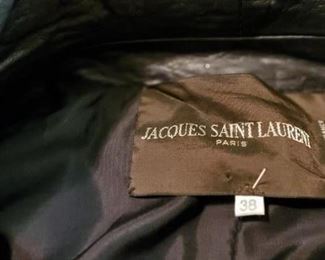 JACQUES SAINT LAURENT
PARIS
38